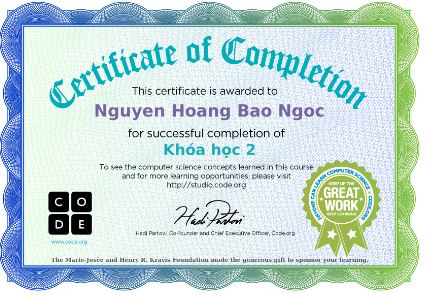 Certificate of Completion
This certificate is awarded to
Nguyen Hoang Bao Ngoc
for successful completion of
Khóa học 2
To see the computer science concepts learned in this course
and for more learning opportunities, please visit
http://studio.code.org
C O
D E
www.code.org
Hadi Partovi
Hadi Partovi, Co-founder and Chief Executive Officer, Code.org
ANYONE CAN LEARN COMPUTER SCIENCE
KEEP UP THE
GREAT
WORK
KEEP LEARNING
The Marie-Josée and Henry R. Kravis Foundation made the generous gift to sponsor your learning.